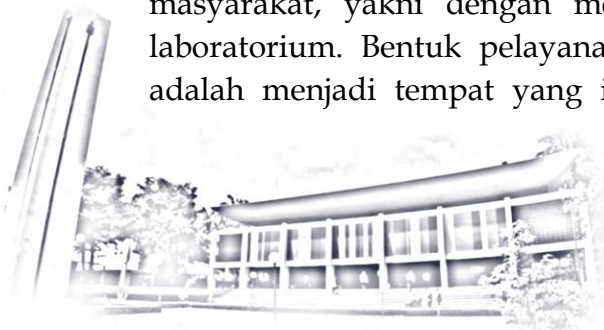 masyarakat, yakni dengan
laboratorium. Bentuk
adalah menjadi tempat yang